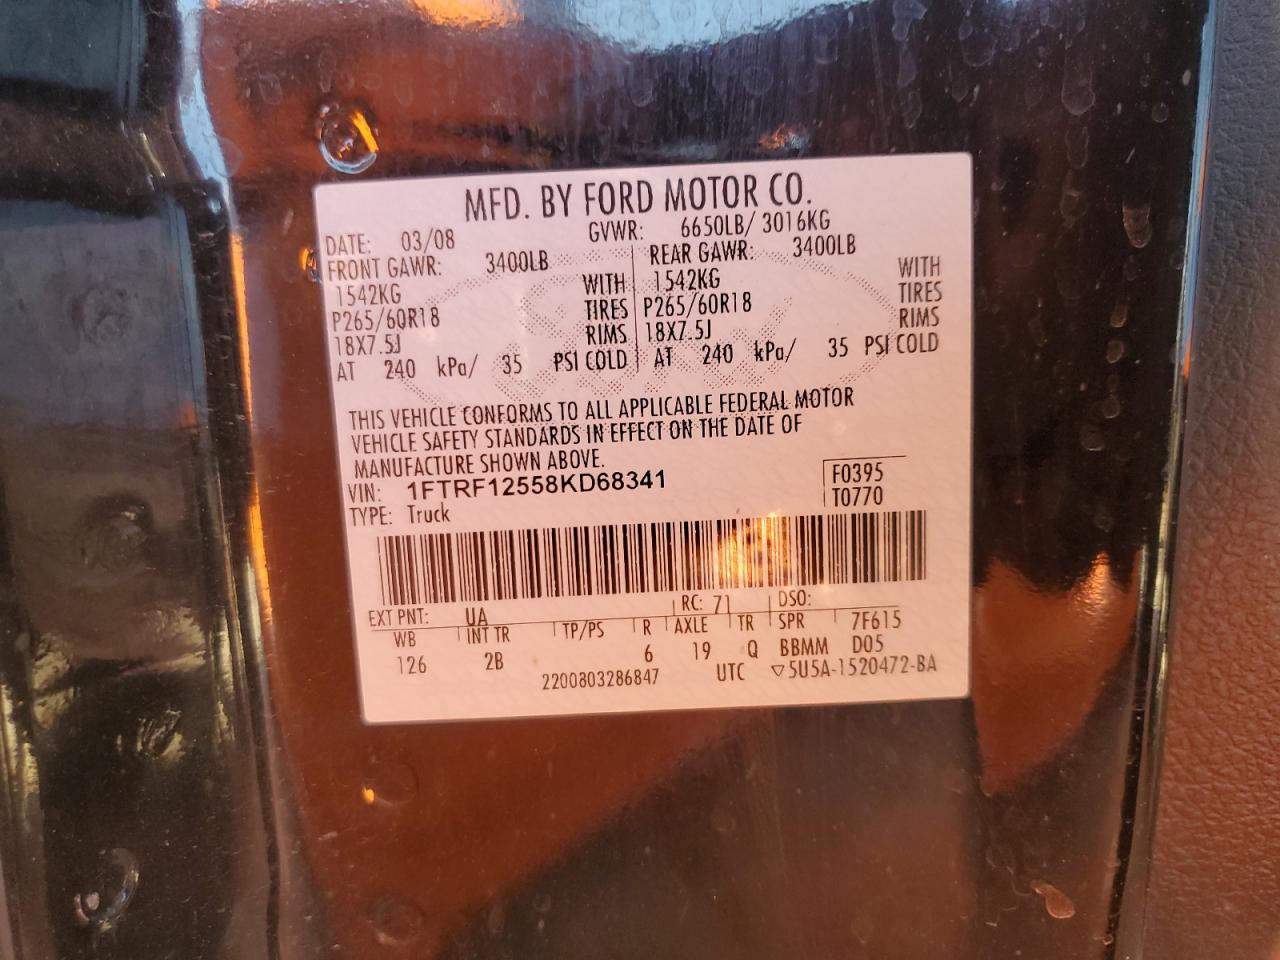 MFD. BY FORD MOTOR CO.
DATE: 03/08 GVWR: 6650LB/ 3016KG
FRONT GAWR: 3400LB REAR GAWR: 3400LB
1542KG WITH 1542KG WITH
P265/60R18 TIRES P265/60R18 TIRES
18X7.5J RIMS 18X7.5J RIMS
AT 240 kPa/ 35 PSI COLD AT 240 kPa/ 35 PSI COLD
THIS VEHICLE CONFORMS TO ALL APPLICABLE FEDERAL MOTOR
VEHICLE SAFETY STANDARDS IN EFFECT ON THE DATE OF
MANUFACTURE SHOWN ABOVE.
VIN: 1FTRF12558KD68341 F0395
TYPE: Truck T0770
EXT PNT: UA RC: 71 DSO:
WB INT TR TP/PS R AXLE TR SPR 7F615
126 2B 6 19 Q BBMM D05
2200803286847 UTC ▽5U5A-1520472-BA